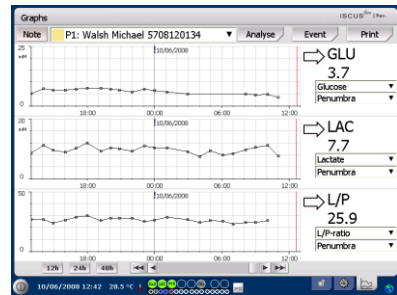 Graphs
ISCUS
Note P1: Walsh Michael 5708120134 Analyse Event Print
25
mM
10/06/2008
0
18:00 00:00 06:00 12:00
GLU
3.7
Glucose
Penumbra
20
mM
10/06/2008
0
18:00 00:00 06:00 12:00
LAC
7.7
Lactate
Penumbra
50
10/06/2008
0
18:00 00:00 06:00 12:00
L/P
25.9
L/P-ratio
Penumbra
12h 24h 48h
10/06/2008 12:42 28.5 °C